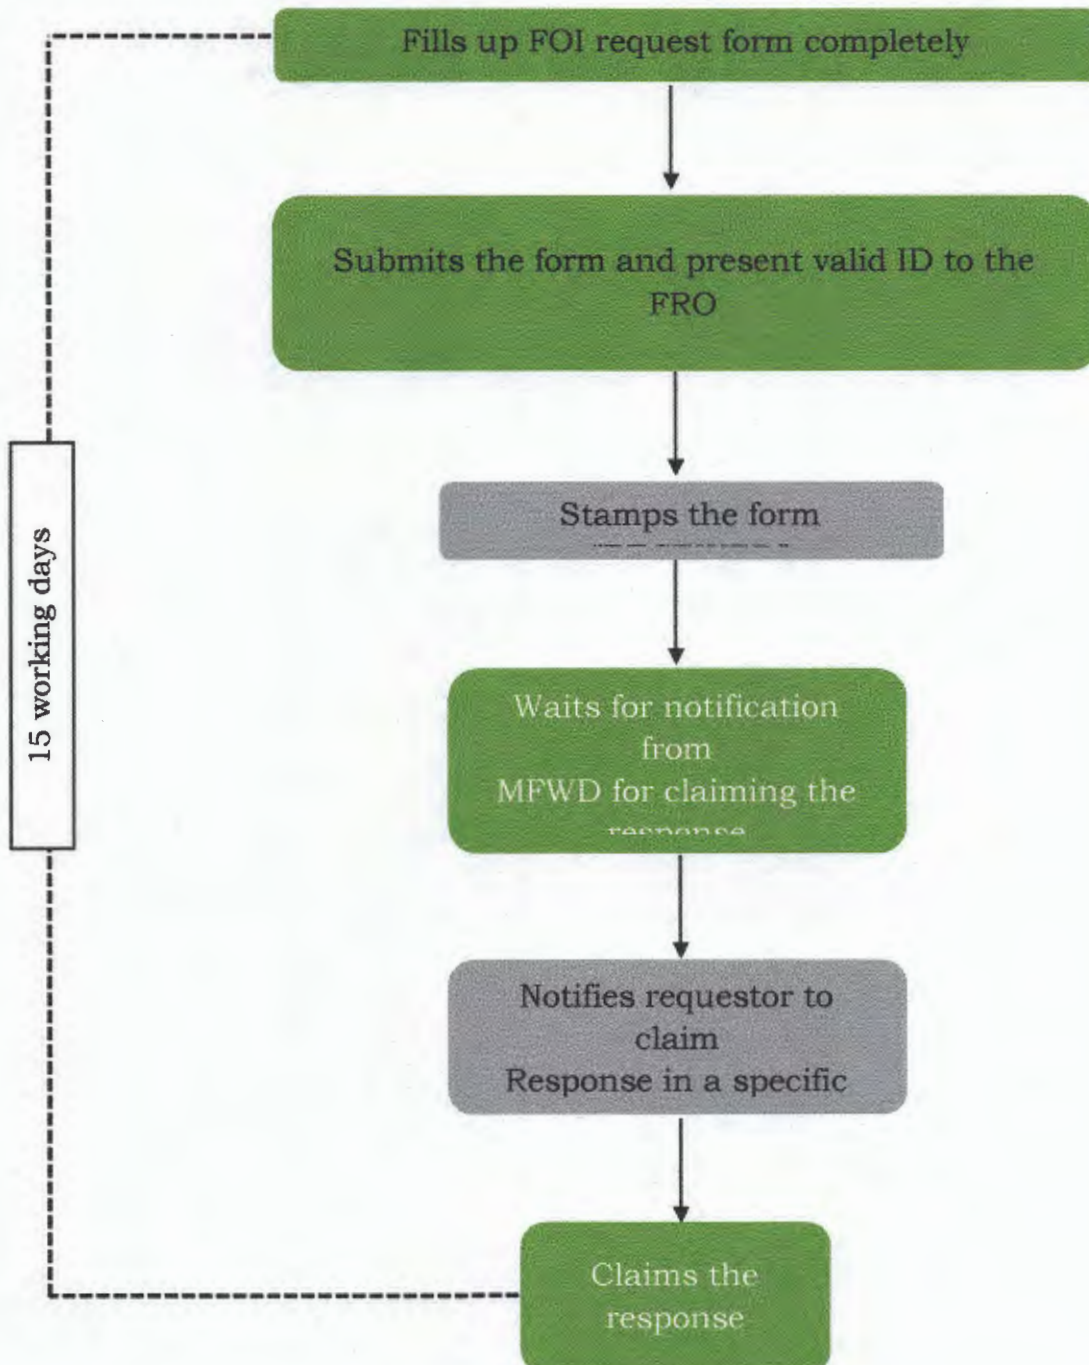 Fills up FOI request form completely
Submits the form and present valid ID to the
FRO
Stamps the form
15 working days
Waits for notification
from
MFWD for claiming the
response
Notifies requestor to
claim
Response in a specific
Claims the
response